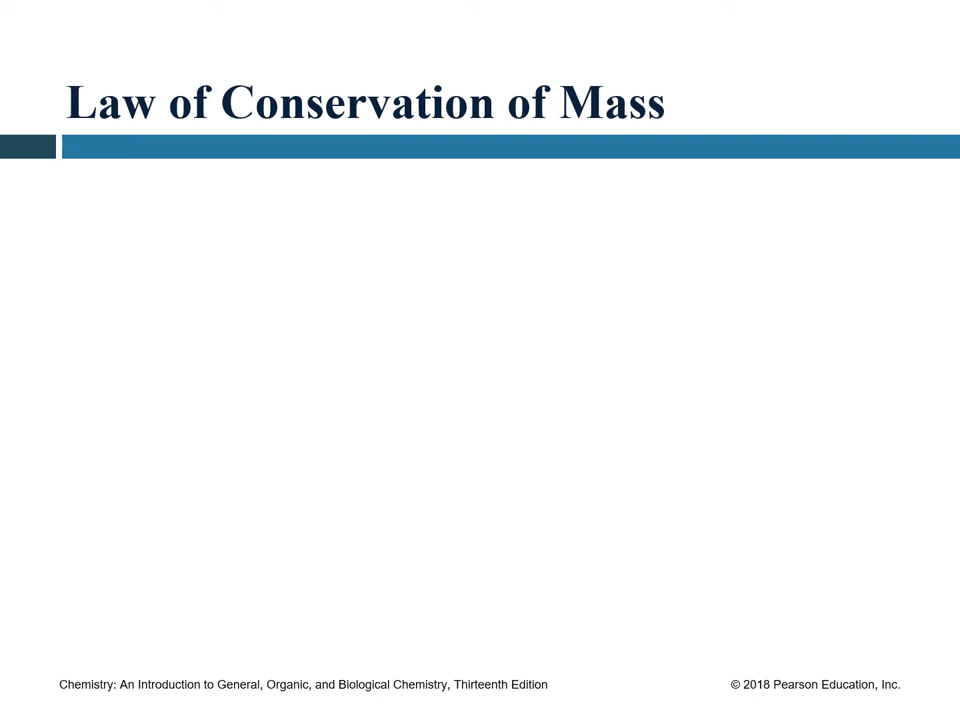 Law of Conservation of Mass
Chemistry: An Introduction to General, Organic, and Biological Chemistry, Thirteenth Edition
© 2018 Pearson Education, Inc.